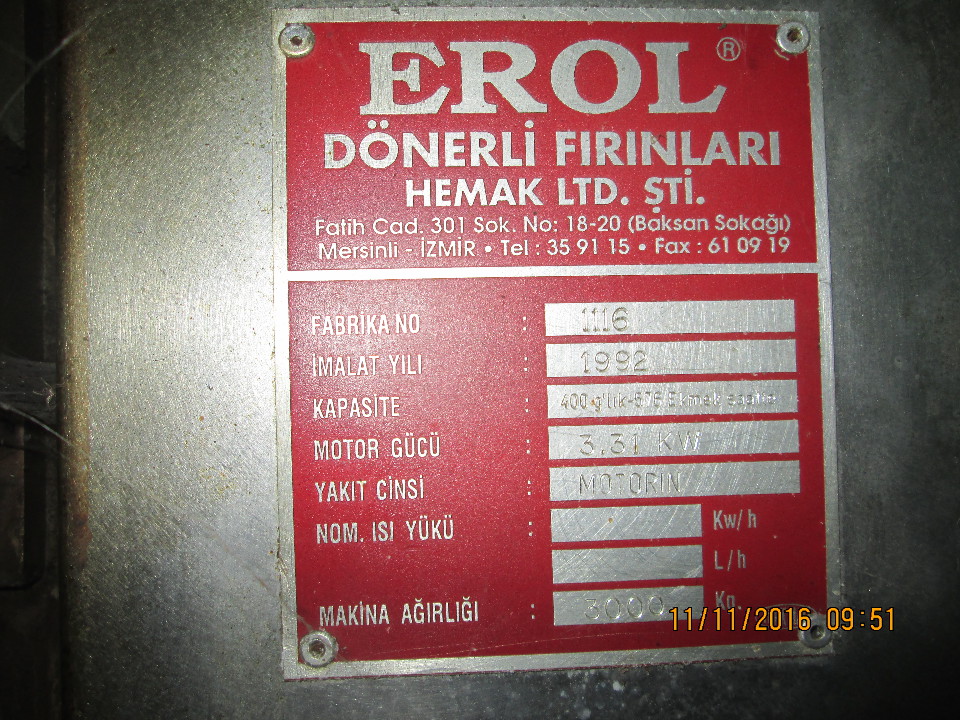 EROL ®
DÖNERLİ FIRINLARI
HEMAK LTD. ŞTİ.
Fatih Cad. 301 Sok. No: 18-20 (Baksan Sokağı)
Mersinli - İZMİR • Tel : 35 91 15 • Fax : 61 09 19
FABRİKA NO : 1116
İMALAT YILI : 1992
KAPASİTE : 400 g'lık Ekmek
MOTOR GÜCÜ : 3.31 KW
YAKIT CİNSİ : MOTORİN
NOM. ISI YÜKÜ : Kw/h
L/h
MAKİNA AĞIRLIĞI : 3000 Kg
11/11/2016 09:51